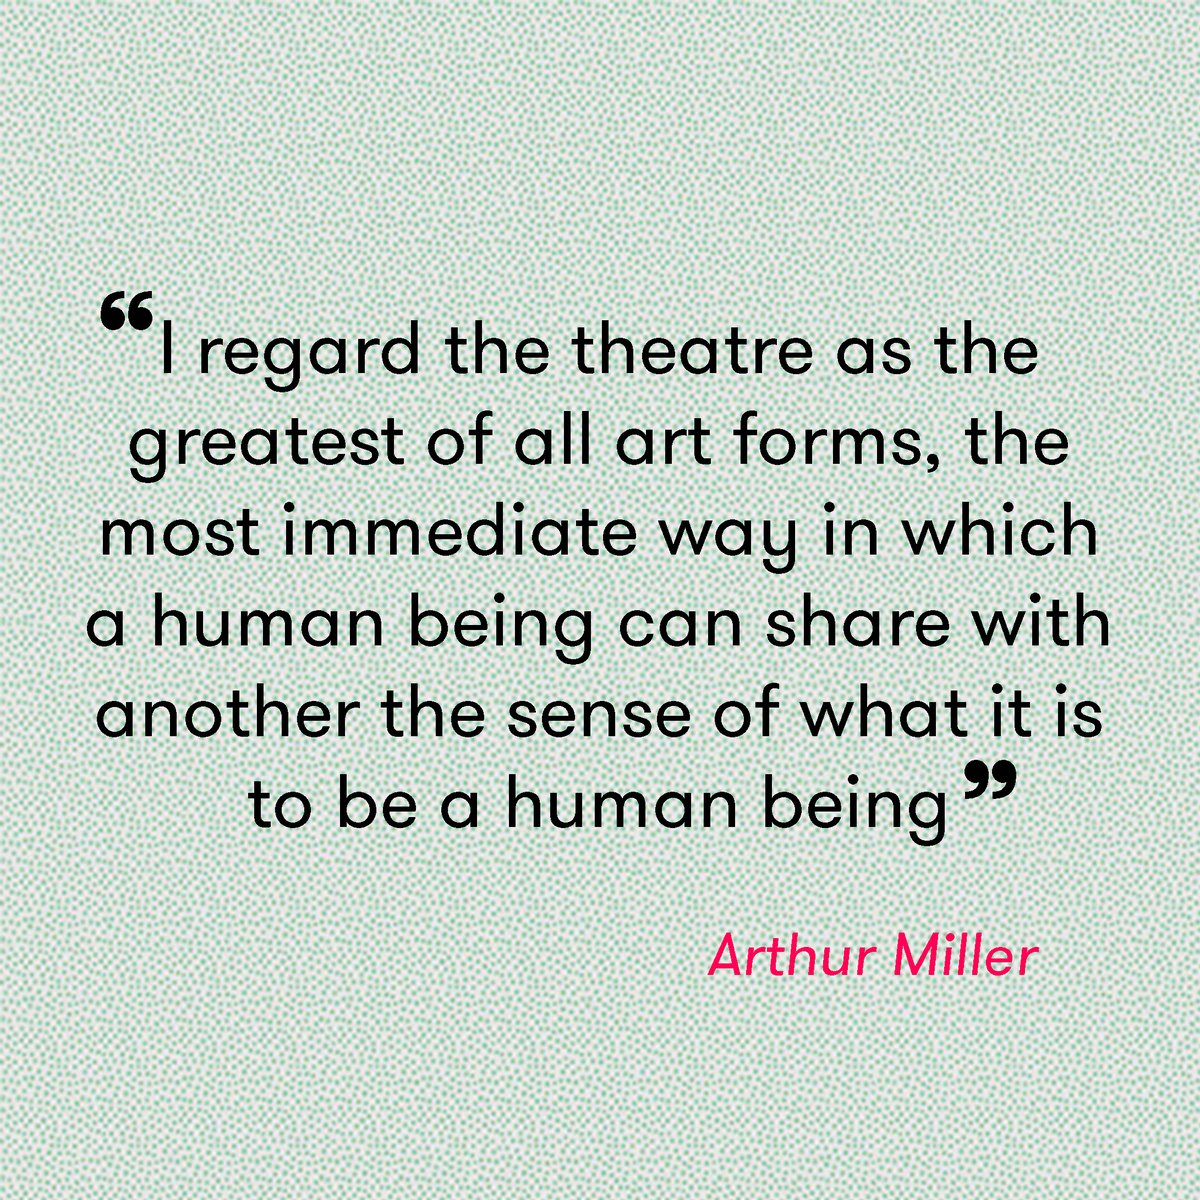 “I regard the theatre as the
greatest of all art forms, the
most immediate way in which
a human being can share with
another the sense of what it is
to be a human being”
Arthur Miller